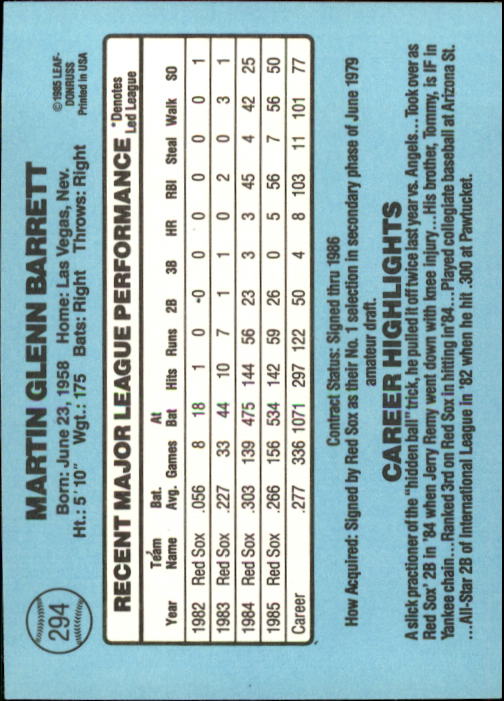 294
MARTIN GLENN BARRETT
©1985 LEAF-
DONRUSS
Printed in USA
Born: June 23, 1958 Home: Las Vegas, Nev.
Ht.: 5'10" Wgt.: 175 Bats: Right Throws: Right
RECENT MAJOR LEAGUE PERFORMANCE
*Denotes
Led League
Year Team Name Bat. Avg. Games At Bat Hits Runs 2B 3B HR RBI Steal Walk SO
1982 Red Sox .056 8 18 1 0 0 0 0 0 0 0 1
1983 Red Sox .227 33 44 10 7 1 1 0 2 0 3 1
1984 Red Sox .303 139 475 144 56 23 3 3 45 4 42 25
1985 Red Sox .266 156 534 142 59 26 0 5 56 7 56 50
Career .277 336 1071 297 122 50 4 8 103 11 101 77
Contract Status: Signed thru 1986
How Acquired: Signed by Red Sox as their No. 1 selection in secondary phase of June 1979
amateur draft.
CAREER HIGHLIGHTS
A slick practioner of the "hidden ball" trick, he pulled it off twice last year vs. Angels...Took over as
Red Sox' 2B in '84 when Jerry Remy went down with knee injury...His brother, Tommy, is IF in
Yankee chain...Ranked 3rd on Red Sox in hitting in '84....Played collegiate baseball at Arizona St.
...All-Star 2B of International League in '82 when he hit .300 at Pawtucket.